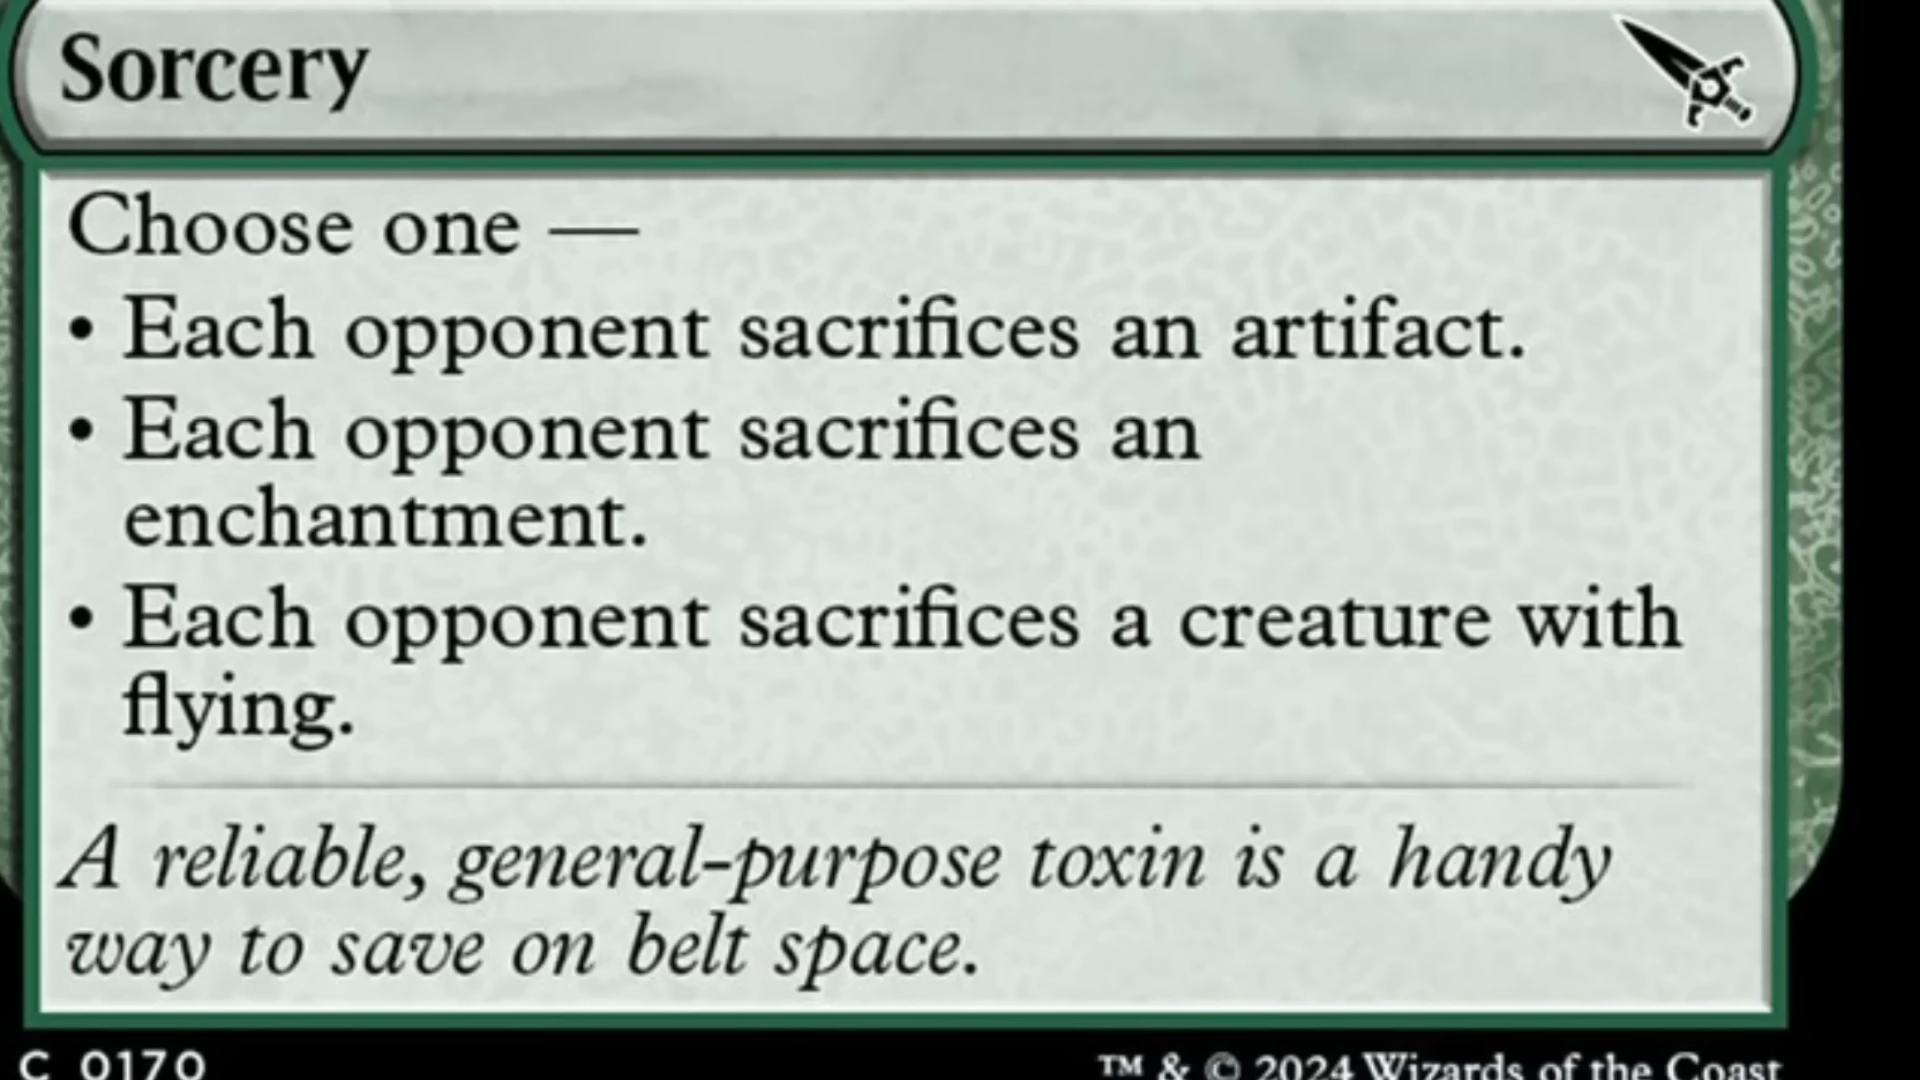 Sorcery
Choose one —
• Each opponent sacrifices an artifact.
• Each opponent sacrifices an
enchantment.
• Each opponent sacrifices a creature with
flying.
A reliable, general-purpose toxin is a handy
way to save on belt space.
C 0170
™ & © 2024 Wizards of the Coast